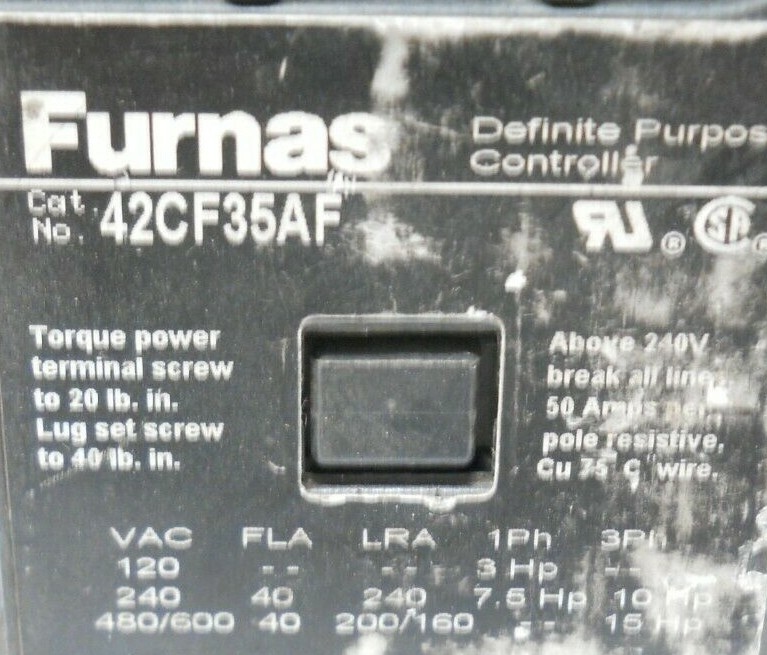 Furnas
Definite Purpos
Controller
Cat.
No. 42CF35AF
RU ® SP ®
Torque power
terminal screw
to 20 lb. in.
Lug set screw
to 40 lb. in.
Above 240V
break all line,
50 Amps per
pole resistive.
Cu 75° C wire.
VAC FLA LRA 1Ph 3Ph
120 -- -- 3 Hp --
240 40 240 7.5 Hp 10 Hp
480/600 40 200/160 -- 15 Hp